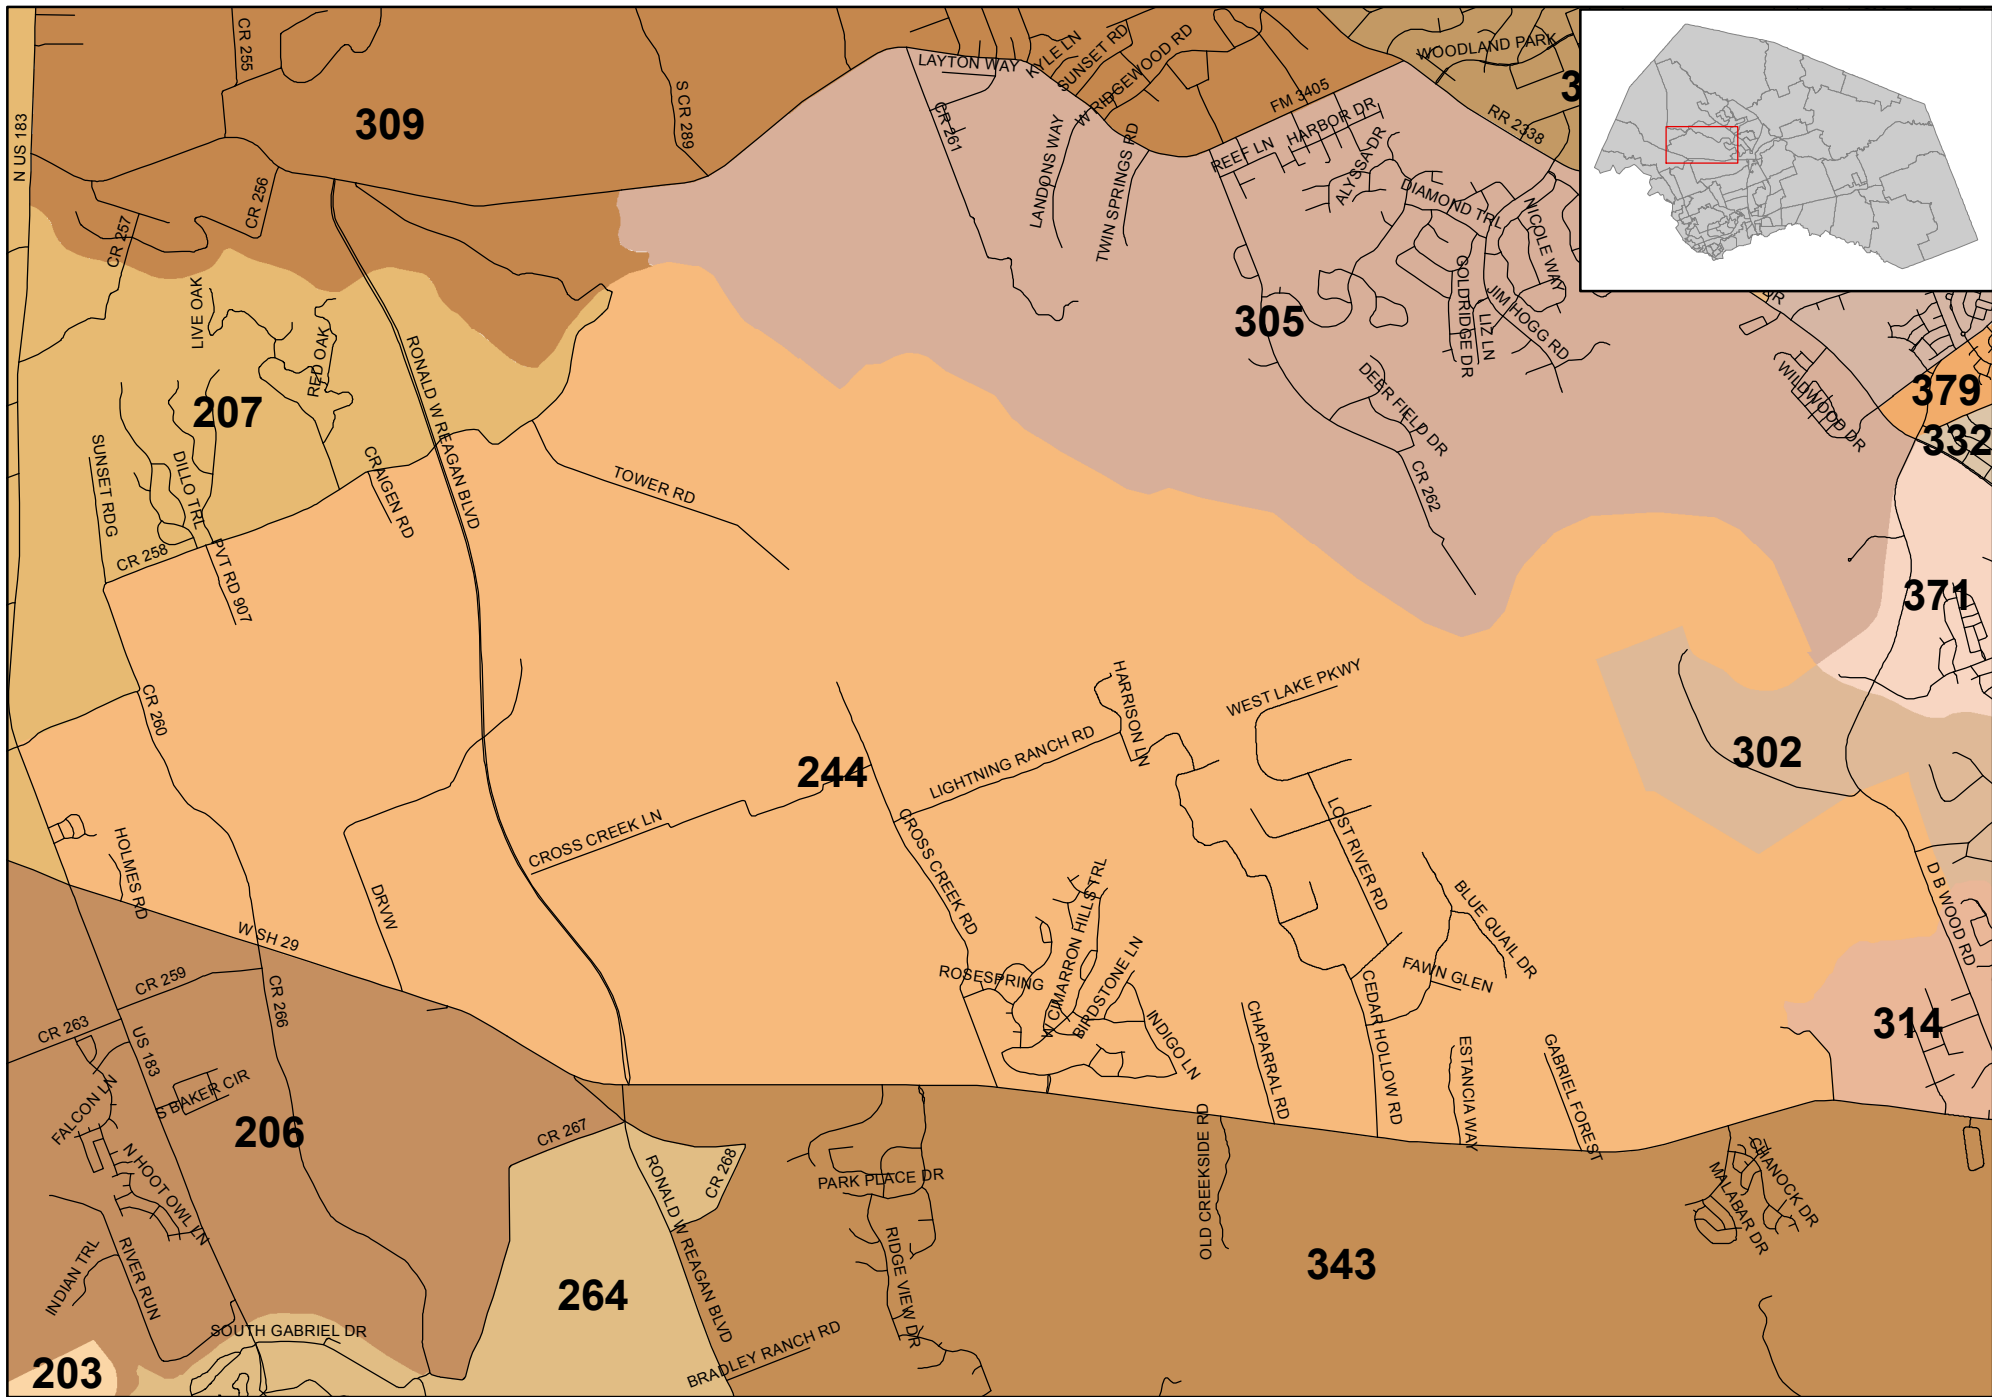 CR 255
N US 183
309
S CR 289
LAYTON WAY
KYLE LN
SUNSET RD
W RIDGEWOOD RD
WOODLAND PARK
3
FM 3405
RR 2338
CR 261
LANDONS WAY
TWIN SPRINGS RD
REEF LN
HARBOR DR
ALYSSA DR
DIAMOND TRL
NICOLE WAY
CR 257
CR 256
GOLDRIDGE DR
LIZ LN
JIM HOGG RD
DR
305
LIVE OAK
RED OAK
RONALD W REAGAN BLVD
207
DEER FIELD DR
WILDWOOD DR
379
332
SUNSET RDG
DILLO TRL
CRAIGEN RD
TOWER RD
CR 262
CR 258
PVT RD 907
371
CR 260
HARRISON LN
WEST LAKE PKWY
244
LIGHTNING RANCH RD
302
HOLMES RD
CROSS CREEK LN
CROSS CREEK RD
LOST RIVER RD
DRVW
W CIMARRON HILLS TRL
BLUE QUAIL DR
D B WOOD RD
W SH 29
CR 259
CR 266
ROSESPRING
BIRDSTONE LN
INDIGO LN
FAWN GLEN
CEDAR HOLLOW RD
CHAPARRAL RD
ESTANCIA WAY
GABRIEL FOREST
314
CR 263
US 183
FALCON LN
S BAKER CIR
206
N HOOT OWL LN
CR 267
CR 268
RONALD W REAGAN BLVD
PARK PLACE DR
OLD CREEKSIDE RD
CHANOCK DR
MALABAR DR
INDIAN TRL
RIVER RUN
264
RIDGE VIEW DR
343
SOUTH GABRIEL DR
BRADLEY RANCH RD
203